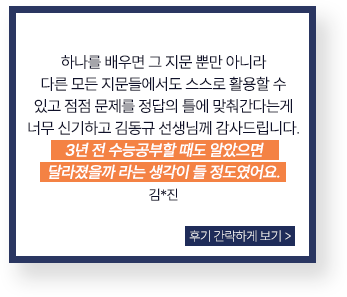 하나를 배우면 그 지문 뿐만 아니라
다른 모든 지문들에서도 스스로 활용할 수
있고 점점 문제를 정답의 틀에 맞춰간다는게
너무 신기하고 김동규 선생님께 감사드립니다.
3년 전 수능공부할 때도 알았으면
달라졌을까 라는 생각이 들 정도였어요.
김*진
후기 간략하게 보기 >